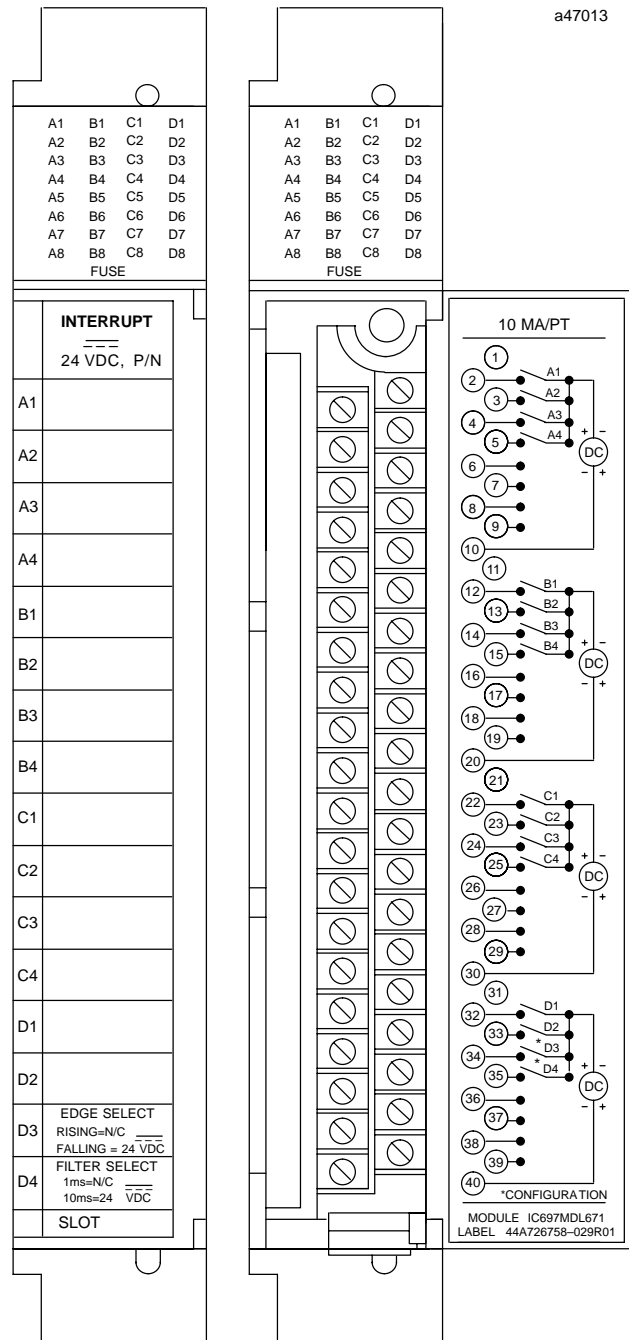 a47013
A1 B1 C1 D1
A2 B2 C2 D2
A3 B3 C3 D3
A4 B4 C4 D4
A5 B5 C5 D5
A6 B6 C6 D6
A7 B7 C7 D7
A8 B8 C8 D8
FUSE
A1 B1 C1 D1
A2 B2 C2 D2
A3 B3 C3 D3
A4 B4 C4 D4
A5 B5 C5 D5
A6 B6 C6 D6
A7 B7 C7 D7
A8 B8 C8 D8
FUSE
INTERRUPT
24 VDC, P/N
A1
A2
A3
A4
B1
B2
B3
B4
C1
C2
C3
C4
D1
D2
D3 EDGE SELECT
RISING=N/C
FALLING = 24 VDC
D4 FILTER SELECT
1ms=N/C
10ms=24 VDC
SLOT
10 MA/PT
1
2 A1
3 A2
4 A3
5 A4
+ −
DC
− +
6
7
8
9
10
11
12 B1
13 B2
14 B3
15 B4
+ −
DC
− +
16
17
18
19
20
21
22 C1
23 C2
24 C3
25 C4
+ −
DC
− +
26
27
28
29
30
31
32 D1
33 D2
34 * D3
35 * D4
+ −
DC
− +
36
37
38
39
40
*CONFIGURATION
MODULE IC697MDL671
LABEL 44A726758–029R01